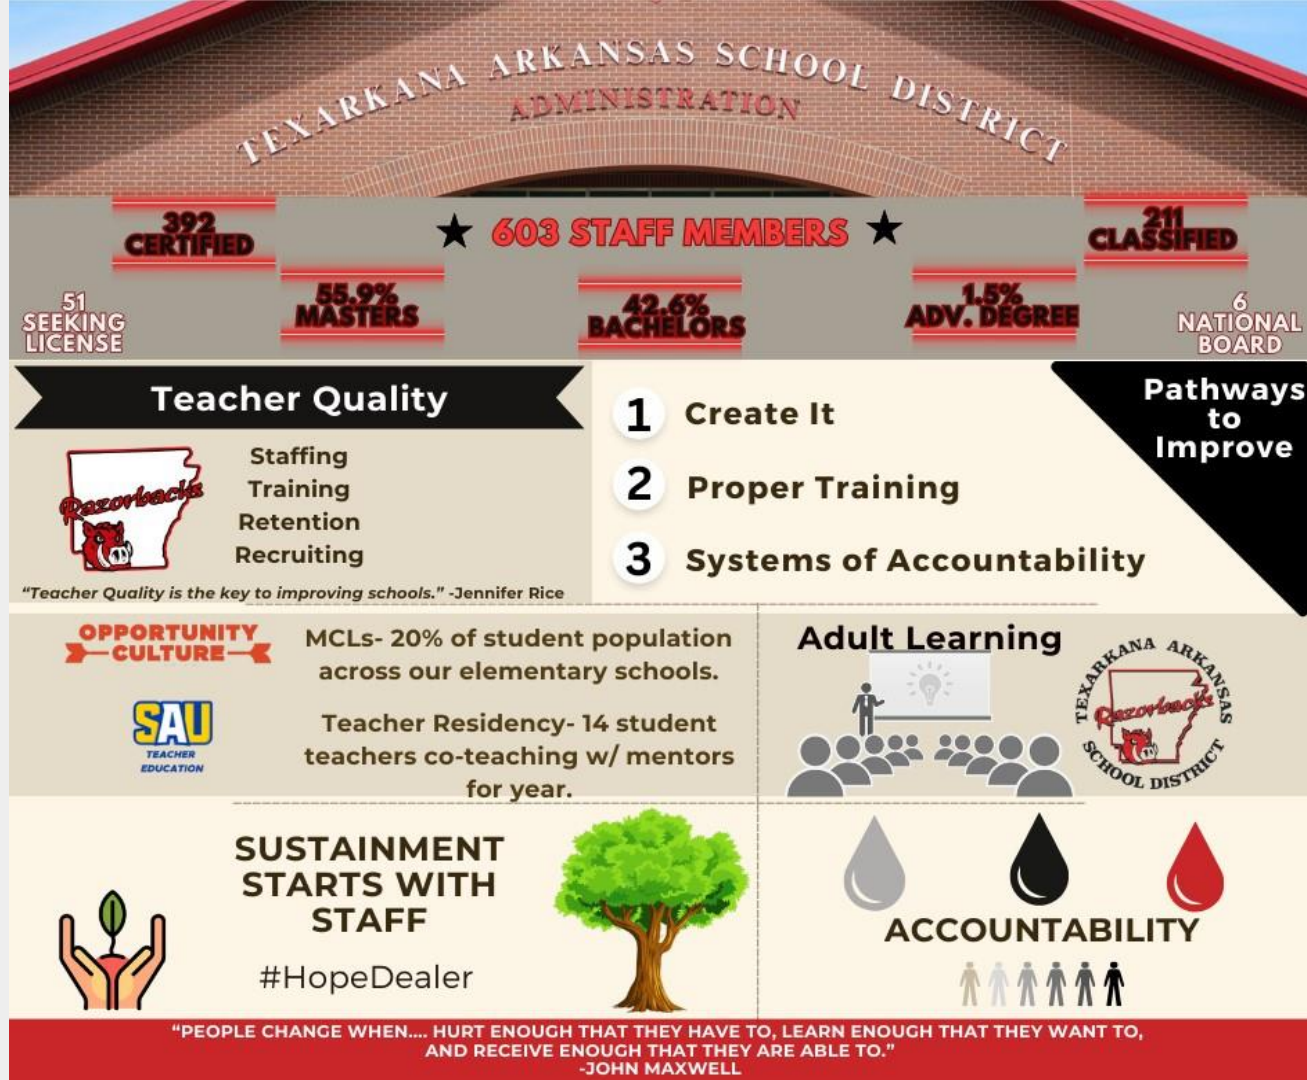 TEXARKANA ARKANSAS SCHOOL DISTRICT
ADMINISTRATION
392
CERTIFIED
603 STAFF MEMBERS
211
CLASSIFIED
51
SEEKING
LICENSE
55.9%
MASTERS
42.6%
BACHELORS
1.5%
ADV. DEGREE
6
NATIONAL
BOARD
Teacher Quality
Razorbacks
Staffing
Training
Retention
Recruiting
“Teacher Quality is the key to improving schools.” -Jennifer Rice
1 Create It
2 Proper Training
3 Systems of Accountability
Pathways
to
Improve
OPPORTUNITY
CULTURE
SAU
TEACHER
EDUCATION
MCLs- 20% of student population
across our elementary schools.
Teacher Residency- 14 student
teachers co-teaching w/ mentors
for year.
Adult Learning
TEXARKANA ARKANSAS
Razorbacks
SCHOOL DISTRICT
SUSTAINMENT
STARTS WITH
STAFF
#HopeDealer
ACCOUNTABILITY
“PEOPLE CHANGE WHEN.... HURT ENOUGH THAT THEY HAVE TO, LEARN ENOUGH THAT THEY WANT TO,
AND RECEIVE ENOUGH THAT THEY ARE ABLE TO.”
-JOHN MAXWELL